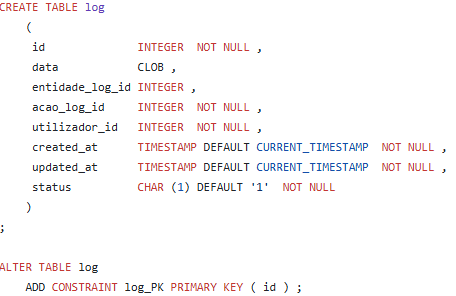 CREATE TABLE log
(
id INTEGER NOT NULL ,
data CLOB ,
entidade_log_id INTEGER ,
acao_log_id INTEGER NOT NULL ,
utilizador_id INTEGER NOT NULL ,
created_at TIMESTAMP DEFAULT CURRENT_TIMESTAMP NOT NULL ,
updated_at TIMESTAMP DEFAULT CURRENT_TIMESTAMP NOT NULL ,
status CHAR (1) DEFAULT '1' NOT NULL
)
;
ALTER TABLE log
ADD CONSTRAINT log_PK PRIMARY KEY ( id ) ;